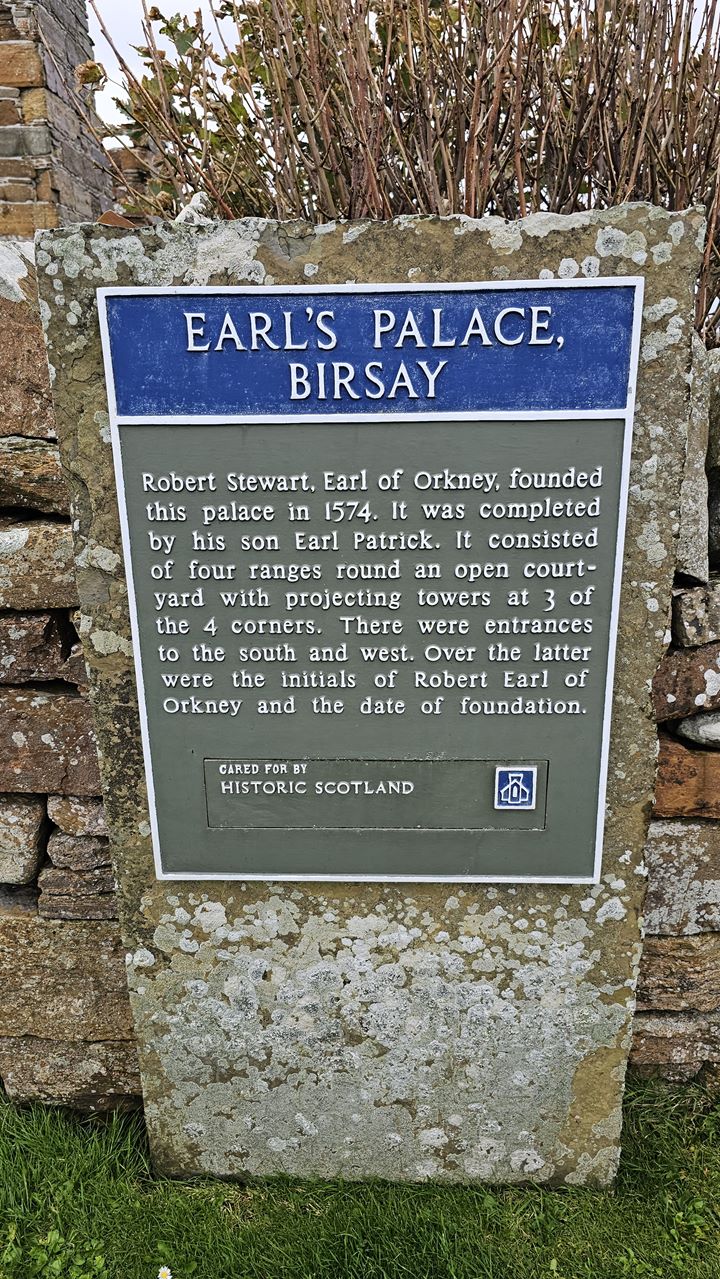 EARL'S PALACE,
BIRSAY
Robert Stewart, Earl of Orkney, founded
this palace in 1574. It was completed
by his son Earl Patrick. It consisted
of four ranges round an open court-
yard with projecting towers at 3 of
the 4 corners. There were entrances
to the south and west. Over the latter
were the initials of Robert Earl of
Orkney and the date of foundation.
CARED FOR BY
HISTORIC SCOTLAND